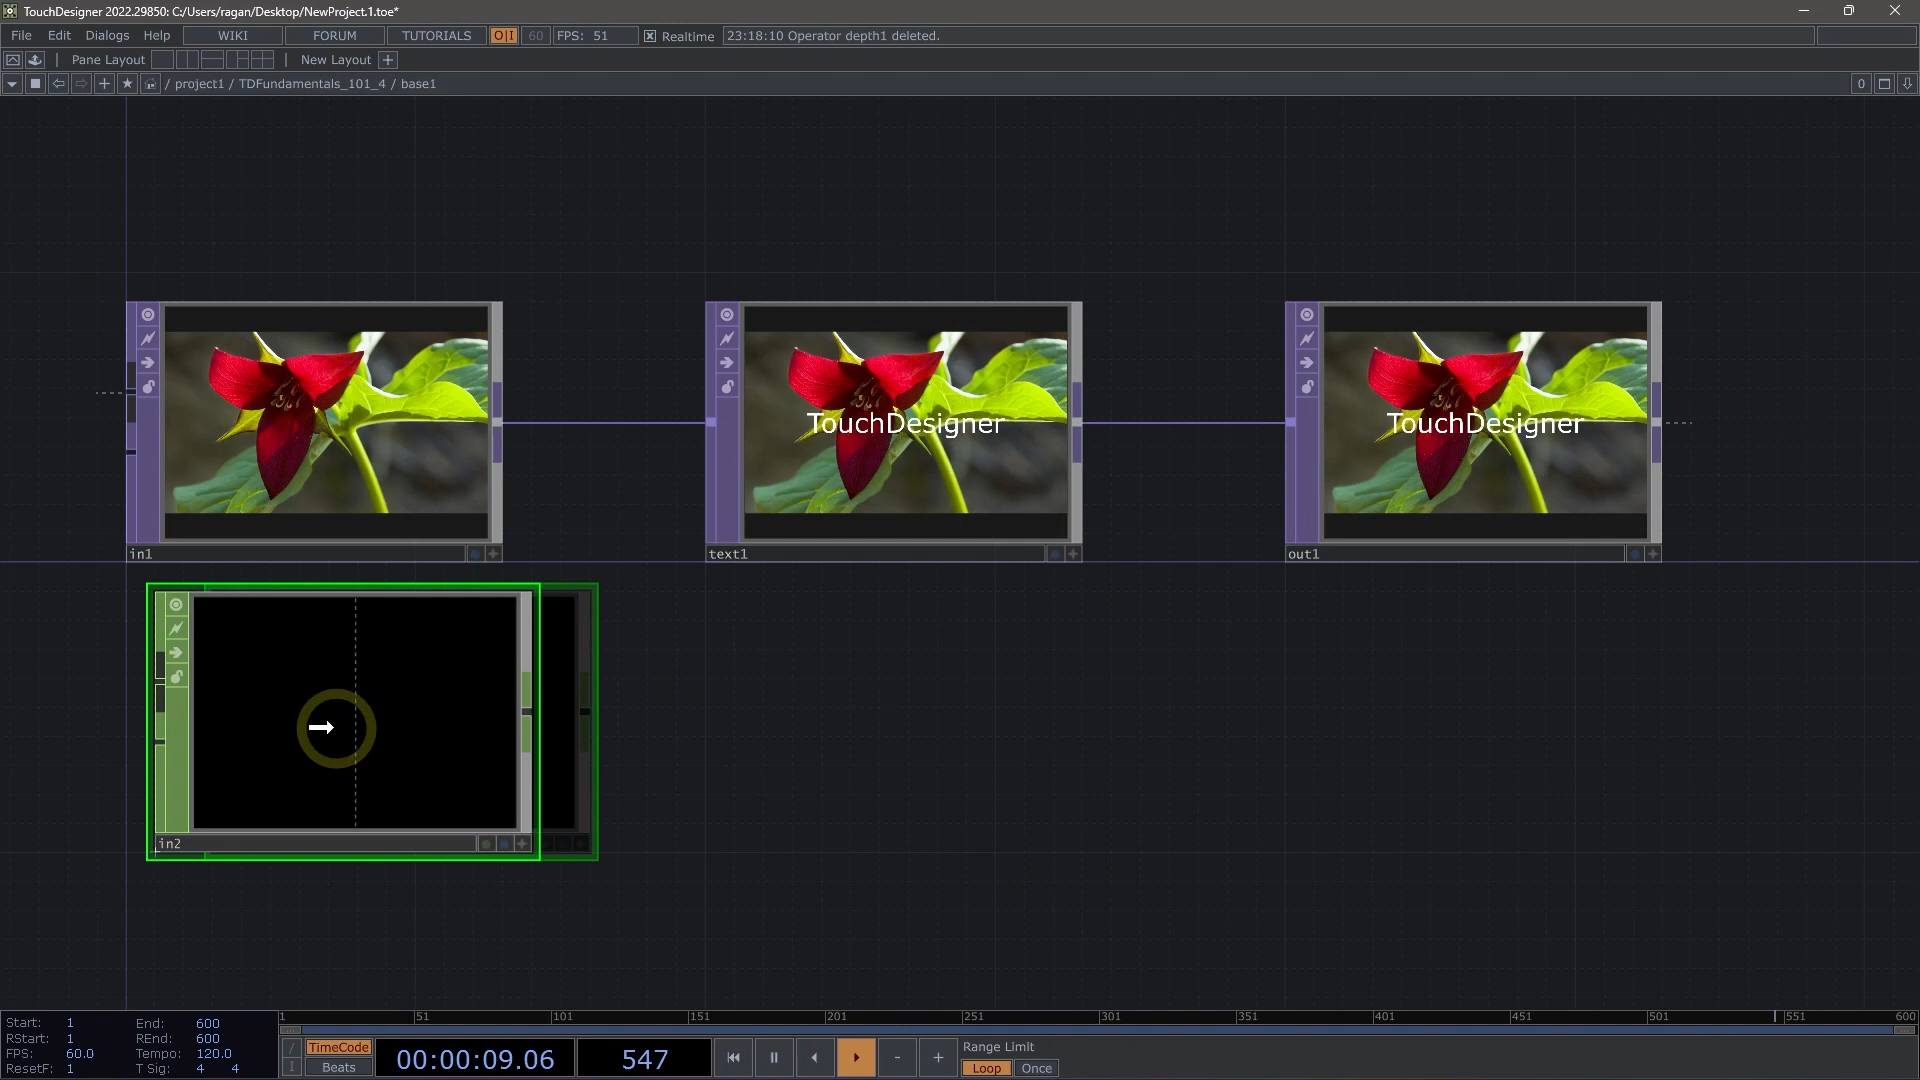 TouchDesigner 2022.29850: C:/Users/ragan/Desktop/NewProject.1.toe*
File Edit Dialogs Help WIKI FORUM TUTORIALS O|I 60 FPS: 51 Realtime 23:18:10 Operator depth1 deleted.
Pane Layout New Layout +
/ project1 / TDFundamentals_101_4 / base1 0
TouchDesigner
TouchDesigner
in1
text1
out1
in2
Start: 1 End: 600
RStart: 1 REnd: 600
FPS: 60.0 Tempo: 120.0
ResetF: 1 T Sig: 4 4
1 51 101 151 201 251 301 351 401 451 501 551 600
TimeCode
Beats
00:00:09.06
547
- +
Range Limit
Loop Once